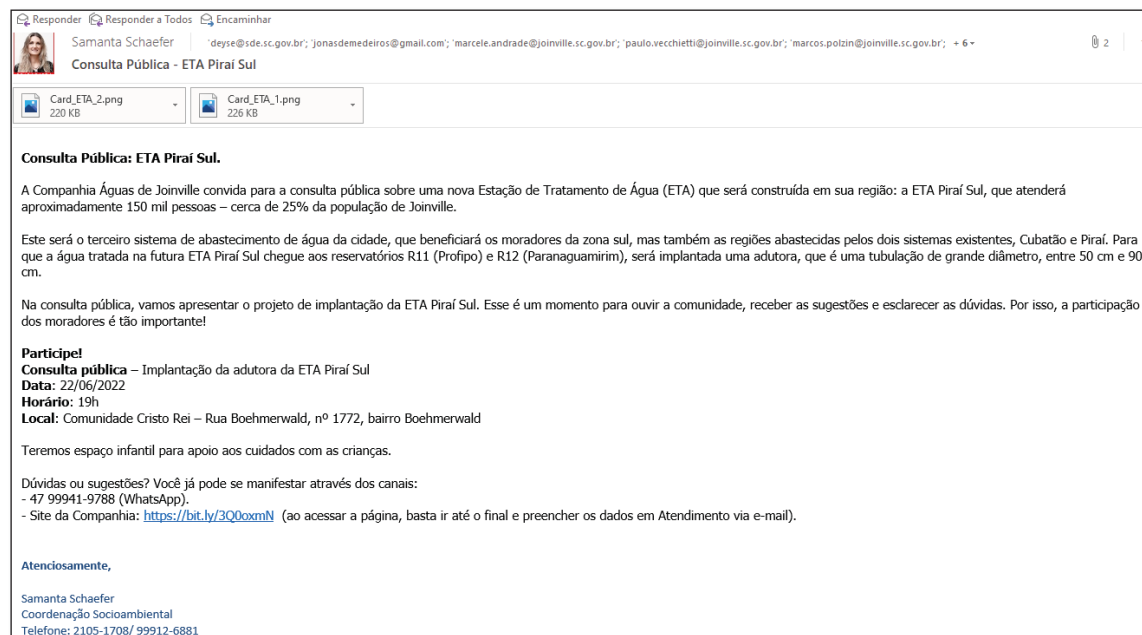 Responder Responder a Todos Encaminhar
Samanta Schaefer 'deyse@sde.sc.gov.br'; 'jonasdemedeiros@gmail.com'; 'marcele.andrade@joinville.sc.gov.br'; 'paulo.vecchietti@joinville.sc.gov.br'; 'marcos.polzin@joinville.sc.gov.br'; + 6 2
Consulta Pública - ETA Piraí Sul
Card_ETA_2.png Card_ETA_1.png
220 KB 226 KB
Consulta Pública: ETA Piraí Sul.
A Companhia Águas de Joinville convida para a consulta pública sobre uma nova Estação de Tratamento de Água (ETA) que será construída em sua região: a ETA Piraí Sul, que atenderá
aproximadamente 150 mil pessoas – cerca de 25% da população de Joinville.
Este será o terceiro sistema de abastecimento de água da cidade, que beneficiará os moradores da zona sul, mas também as regiões abastecidas pelos dois sistemas existentes, Cubatão e Piraí. Para
que a água tratada na futura ETA Piraí Sul chegue aos reservatórios R11 (Profipo) e R12 (Paranaguamirim), será implantada uma adutora, que é uma tubulação de grande diâmetro, entre 50 cm e 90
cm.
Na consulta pública, vamos apresentar o projeto de implantação da ETA Piraí Sul. Esse é um momento para ouvir a comunidade, receber as sugestões e esclarecer as dúvidas. Por isso, a participação
dos moradores é tão importante!
Participe!
Consulta pública – Implantação da adutora da ETA Piraí Sul
Data: 22/06/2022
Horário: 19h
Local: Comunidade Cristo Rei – Rua Boehmerwald, nº 1772, bairro Boehmerwald
Teremos espaço infantil para apoio aos cuidados com as crianças.
Dúvidas ou sugestões? Você já pode se manifestar através dos canais:
- 47 99941-9788 (WhatsApp).
- Site da Companhia: https://bit.ly/3Q0oxmN (ao acessar a página, basta ir até o final e preencher os dados em Atendimento via e-mail).
Atenciosamente,
Samanta Schaefer
Coordenação Socioambiental
Telefone: 2105-1708/ 99912-6881